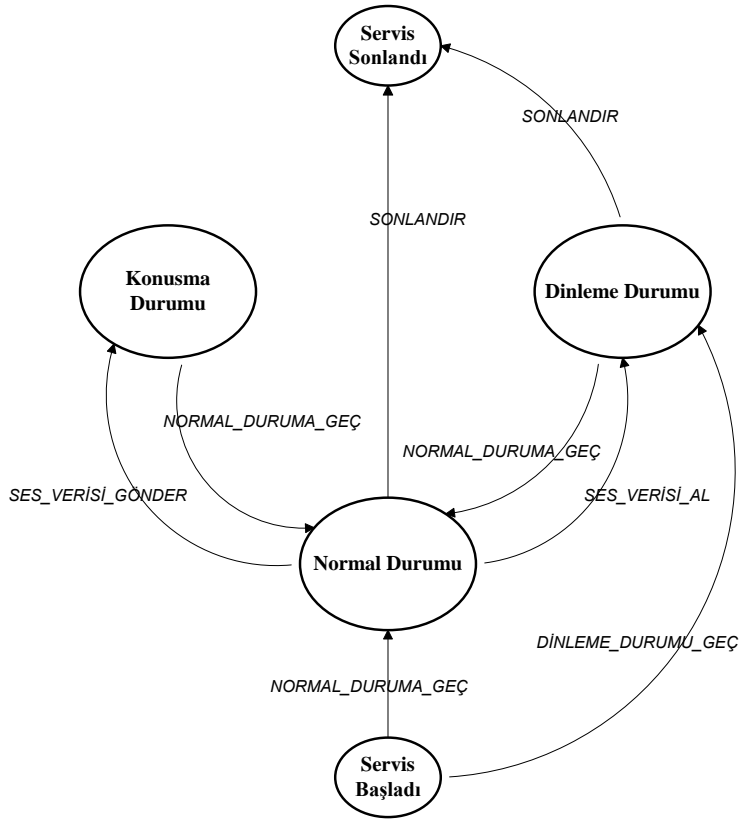 Servis
Sonlandı
SONLANDIR
SONLANDIR
Konusma
Durumu
Dinleme Durumu
NORMAL_DURUMA_GEÇ
NORMAL_DURUMA_GEÇ
SES_VERİSİ_GÖNDER
SES_VERİSİ_AL
Normal Durumu
DİNLEME_DURUMU_GEÇ
NORMAL_DURUMA_GEÇ
Servis
Başladı